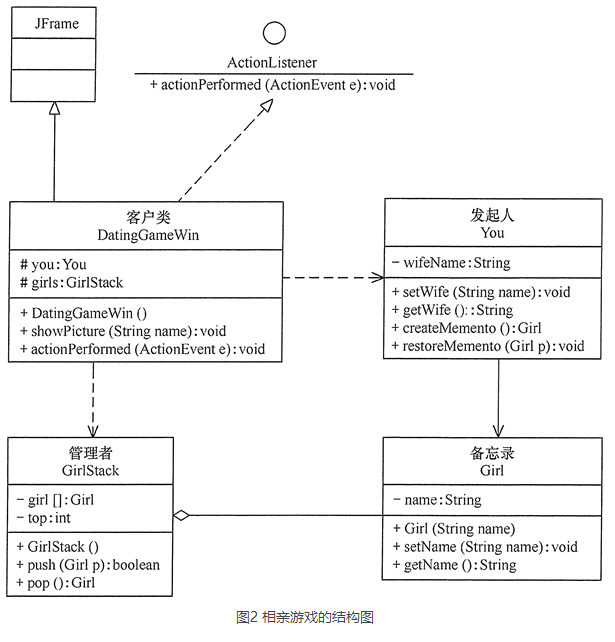 JFrame
ActionListener
+ actionPerformed (ActionEvent e):void
客户类
DatingGameWin
# you:You
# girls:GirlStack
+ DatingGameWin ()
+ showPicture (String name):void
+ actionPerformed (ActionEvent e):void
发起人
You
− wifeName:String
+ setWife (String name):void
+ getWife ()::String
+ createMemento ():Girl
+ restoreMemento (Girl p):void
管理者
GirlStack
− girl []:Girl
− top:int
+ GirlStack ()
+ push (Girl p):boolean
+ pop ():Girl
备忘录
Girl
− name:String
+ Girl (String name)
+ setName (String name):void
+ getName ():String
图2 相亲游戏的结构图